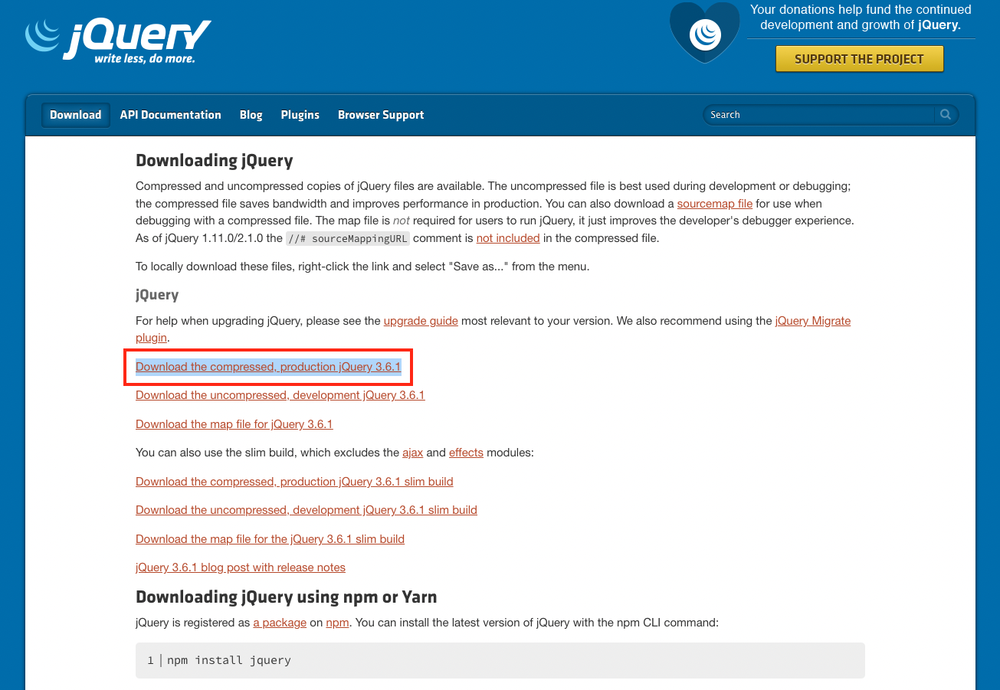 jQuery
write less, do more.
Your donations help fund the continued
development and growth of jQuery.
SUPPORT THE PROJECT
Download API Documentation Blog Plugins Browser Support
Search
Downloading jQuery
Compressed and uncompressed copies of jQuery files are available. The uncompressed file is best used during development or debugging;
the compressed file saves bandwidth and improves performance in production. You can also download a sourcemap file for use when
debugging with a compressed file. The map file is not required for users to run jQuery, it just improves the developer's debugger experience.
As of jQuery 1.11.0/2.1.0 the //# sourceMappingURL comment is not included in the compressed file.
To locally download these files, right-click the link and select "Save as..." from the menu.
jQuery
For help when upgrading jQuery, please see the upgrade guide most relevant to your version. We also recommend using the jQuery Migrate
plugin.
Download the compressed, production jQuery 3.6.1
Download the uncompressed, development jQuery 3.6.1
Download the map file for jQuery 3.6.1
You can also use the slim build, which excludes the ajax and effects modules:
Download the compressed, production jQuery 3.6.1 slim build
Download the uncompressed, development jQuery 3.6.1 slim build
Download the map file for the jQuery 3.6.1 slim build
jQuery 3.6.1 blog post with release notes
Downloading jQuery using npm or Yarn
jQuery is registered as a package on npm. You can install the latest version of jQuery with the npm CLI command:
1 npm install jquery